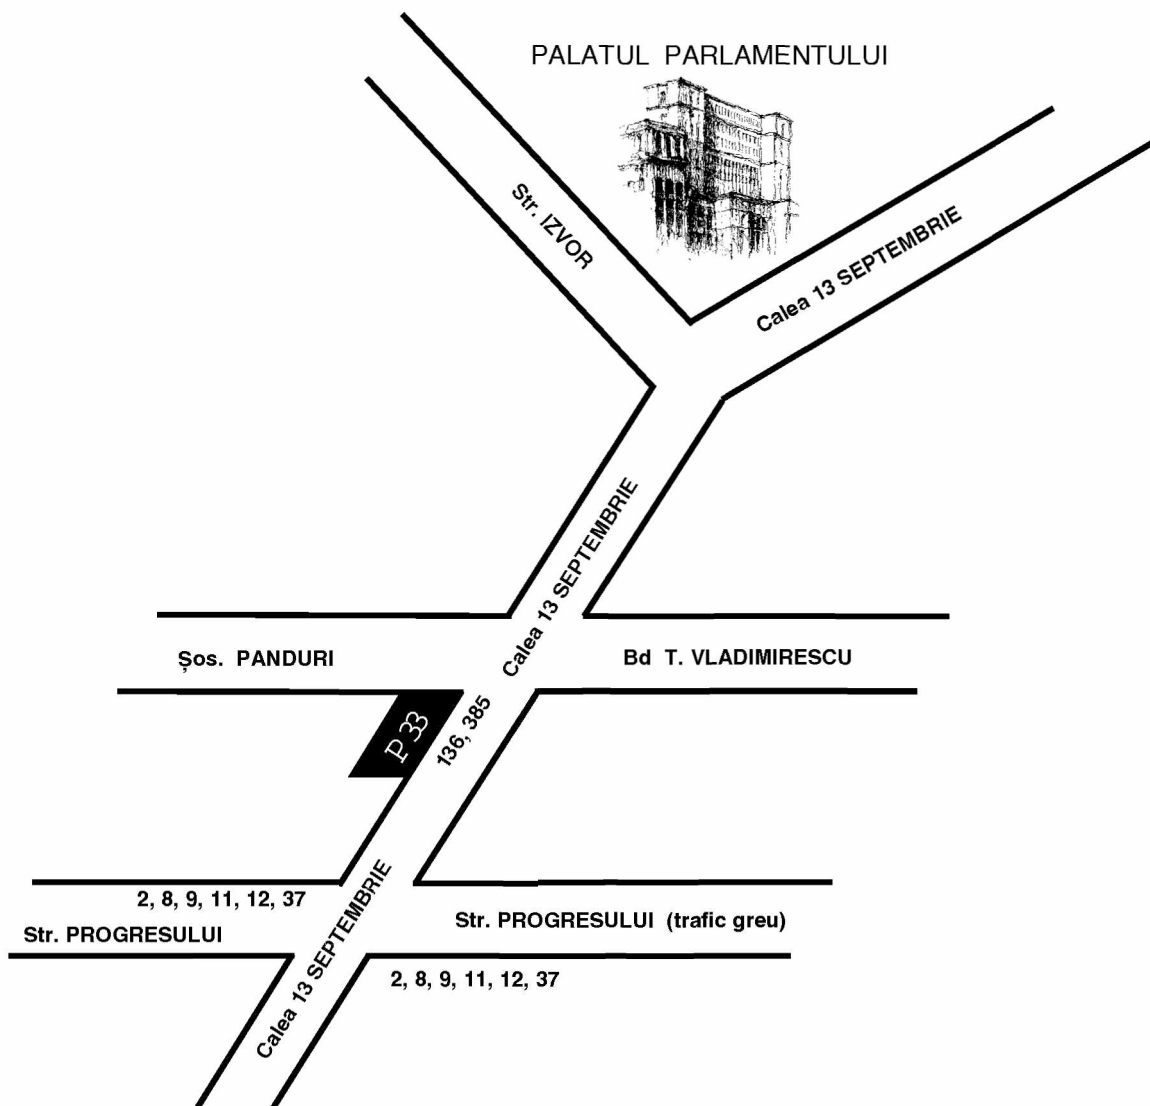 PALATUL PARLAMENTULUI
Str. IZVOR
Calea 13 SEPTEMBRIE
Calea 13 SEPTEMBRIE
Șos. PANDURI
Bd T. VLADIMIRESCU
P 33
136, 385
2, 8, 9, 11, 12, 37
Str. PROGRESULUI
Str. PROGRESULUI (trafic greu)
Calea 13 SEPTEMBRIE
2, 8, 9, 11, 12, 37